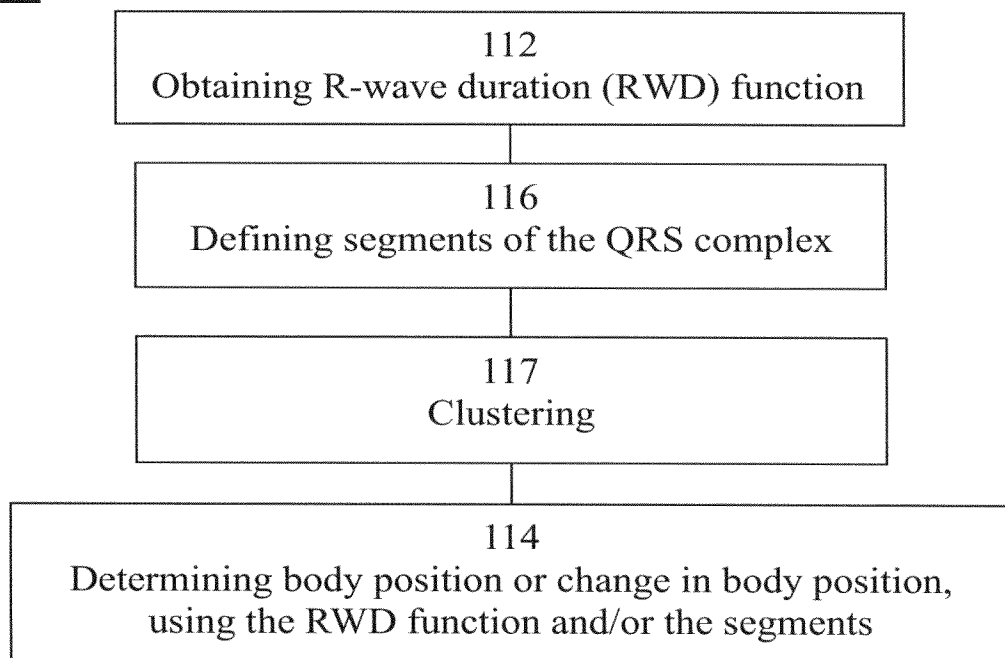 112
Obtaining R-wave duration (RWD) function
116
Defining segments of the QRS complex
117
Clustering
114
Determining body position or change in body position,
using the RWD function and/or the segments